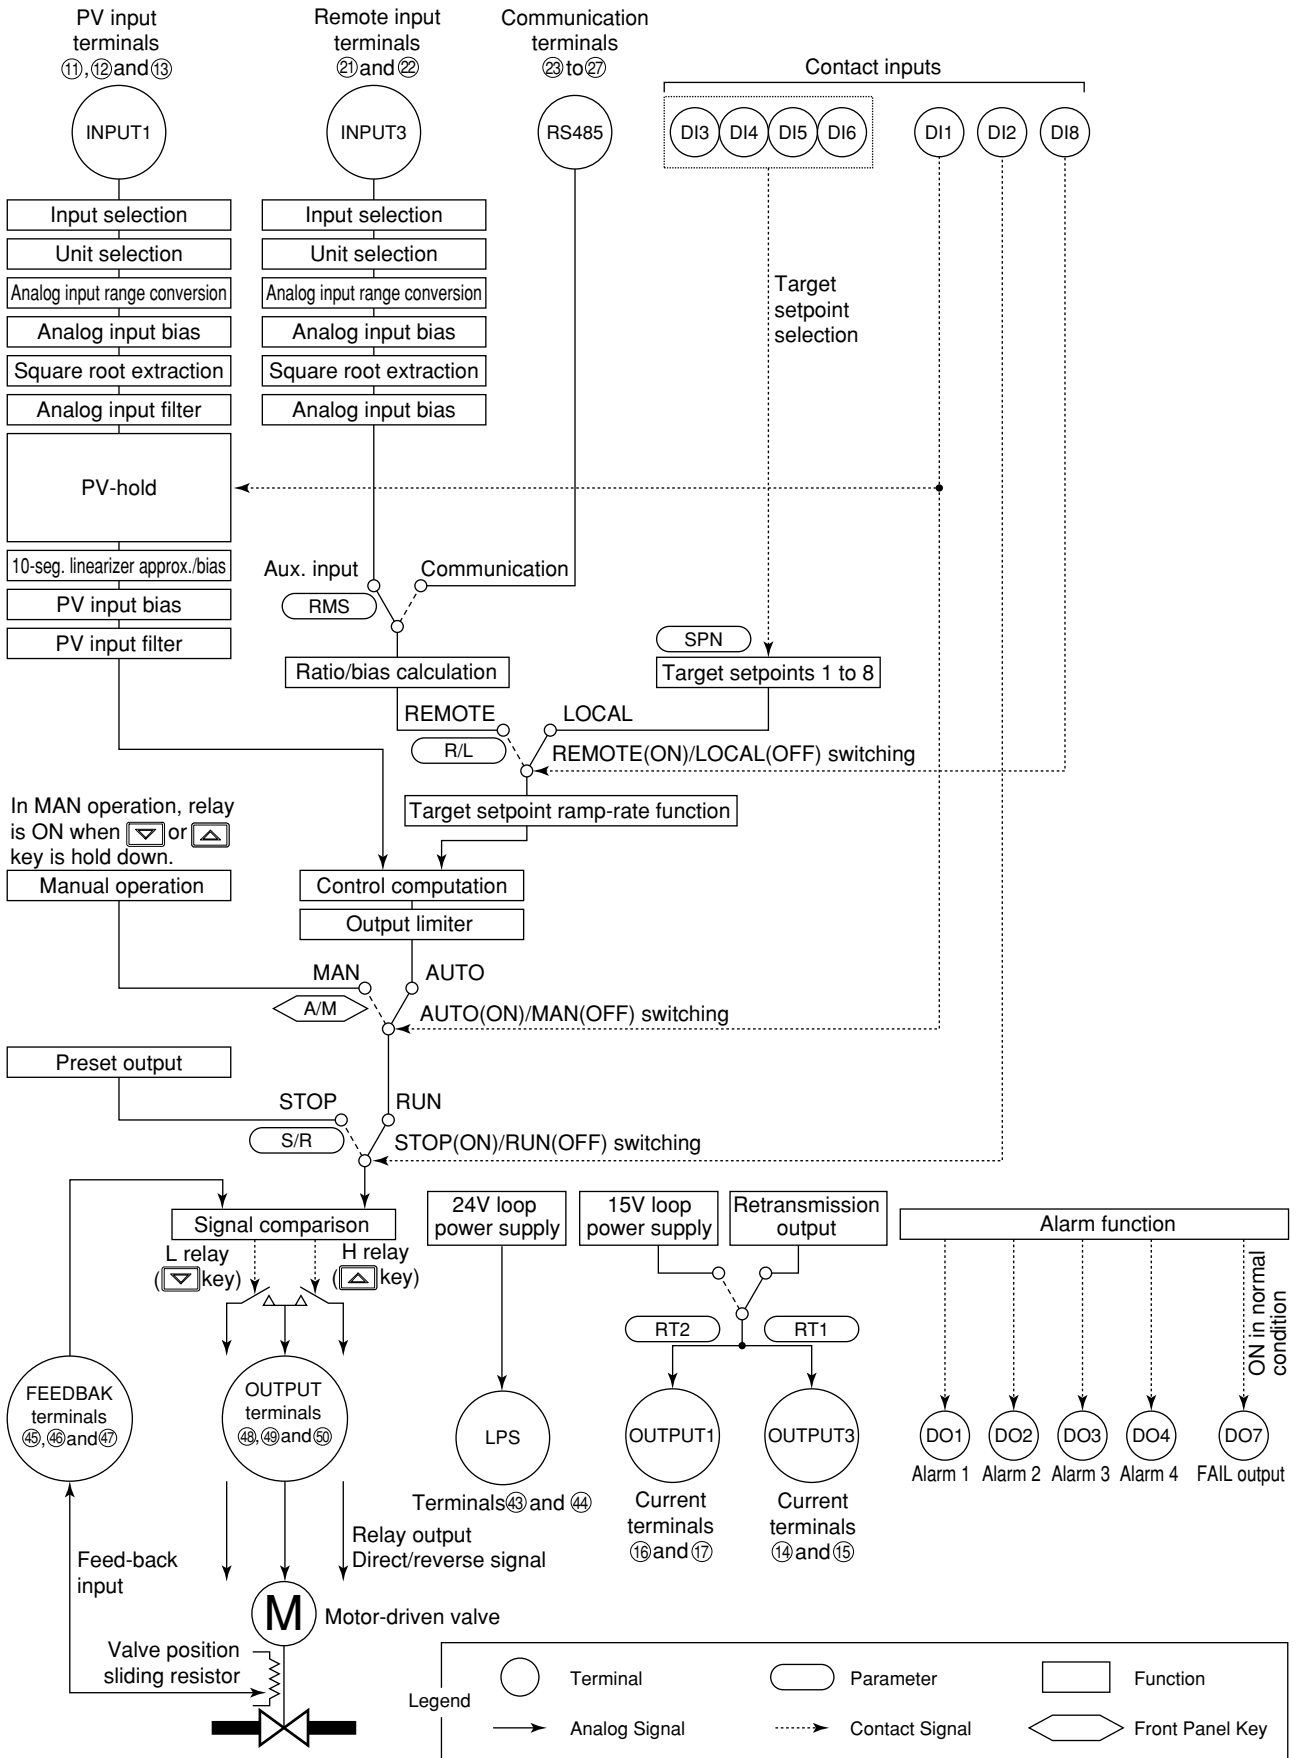 PV input
terminals
⑪,⑫and⑬
Remote input
terminals
㉑and㉒
Communication
terminals
㉓to㉗
Contact inputs
INPUT1
INPUT3
RS485
DI3
DI4
DI5
DI6
DI1
DI2
DI8
Input selection
Unit selection
Analog input range conversion
Analog input bias
Square root extraction
Analog input filter
PV-hold
10-seg. linearizer approx./bias
PV input bias
PV input filter
Input selection
Unit selection
Analog input range conversion
Analog input bias
Square root extraction
Analog input bias
Target
setpoint
selection
Aux. input
Communication
RMS
SPN
Ratio/bias calculation
Target setpoints 1 to 8
REMOTE
LOCAL
R/L
REMOTE(ON)/LOCAL(OFF) switching
Target setpoint ramp-rate function
In MAN operation, relay
is ON when ▽ or △
key is hold down.
Manual operation
Control computation
Output limiter
MAN
AUTO
A/M
AUTO(ON)/MAN(OFF) switching
Preset output
STOP
RUN
S/R
STOP(ON)/RUN(OFF) switching
Signal comparison
L relay
(▽key)
H relay
(△key)
24V loop
power supply
15V loop
power supply
Retransmission
output
Alarm function
RT2
RT1
ON in normal
condition
FEEDBAK
terminals
㊺,㊻and㊼
OUTPUT
terminals
㊽,㊾and㊿
LPS
OUTPUT1
OUTPUT3
DO1
DO2
DO3
DO4
DO7
Alarm 1
Alarm 2
Alarm 3
Alarm 4
FAIL output
Terminals㊸and ㊹
Current
terminals
⑯and⑰
Current
terminals
⑭and⑮
Relay output
Direct/reverse signal
Feed-back
input
M
Motor-driven valve
Valve position
sliding resistor
Legend
Terminal
Parameter
Function
Analog Signal
Contact Signal
Front Panel Key